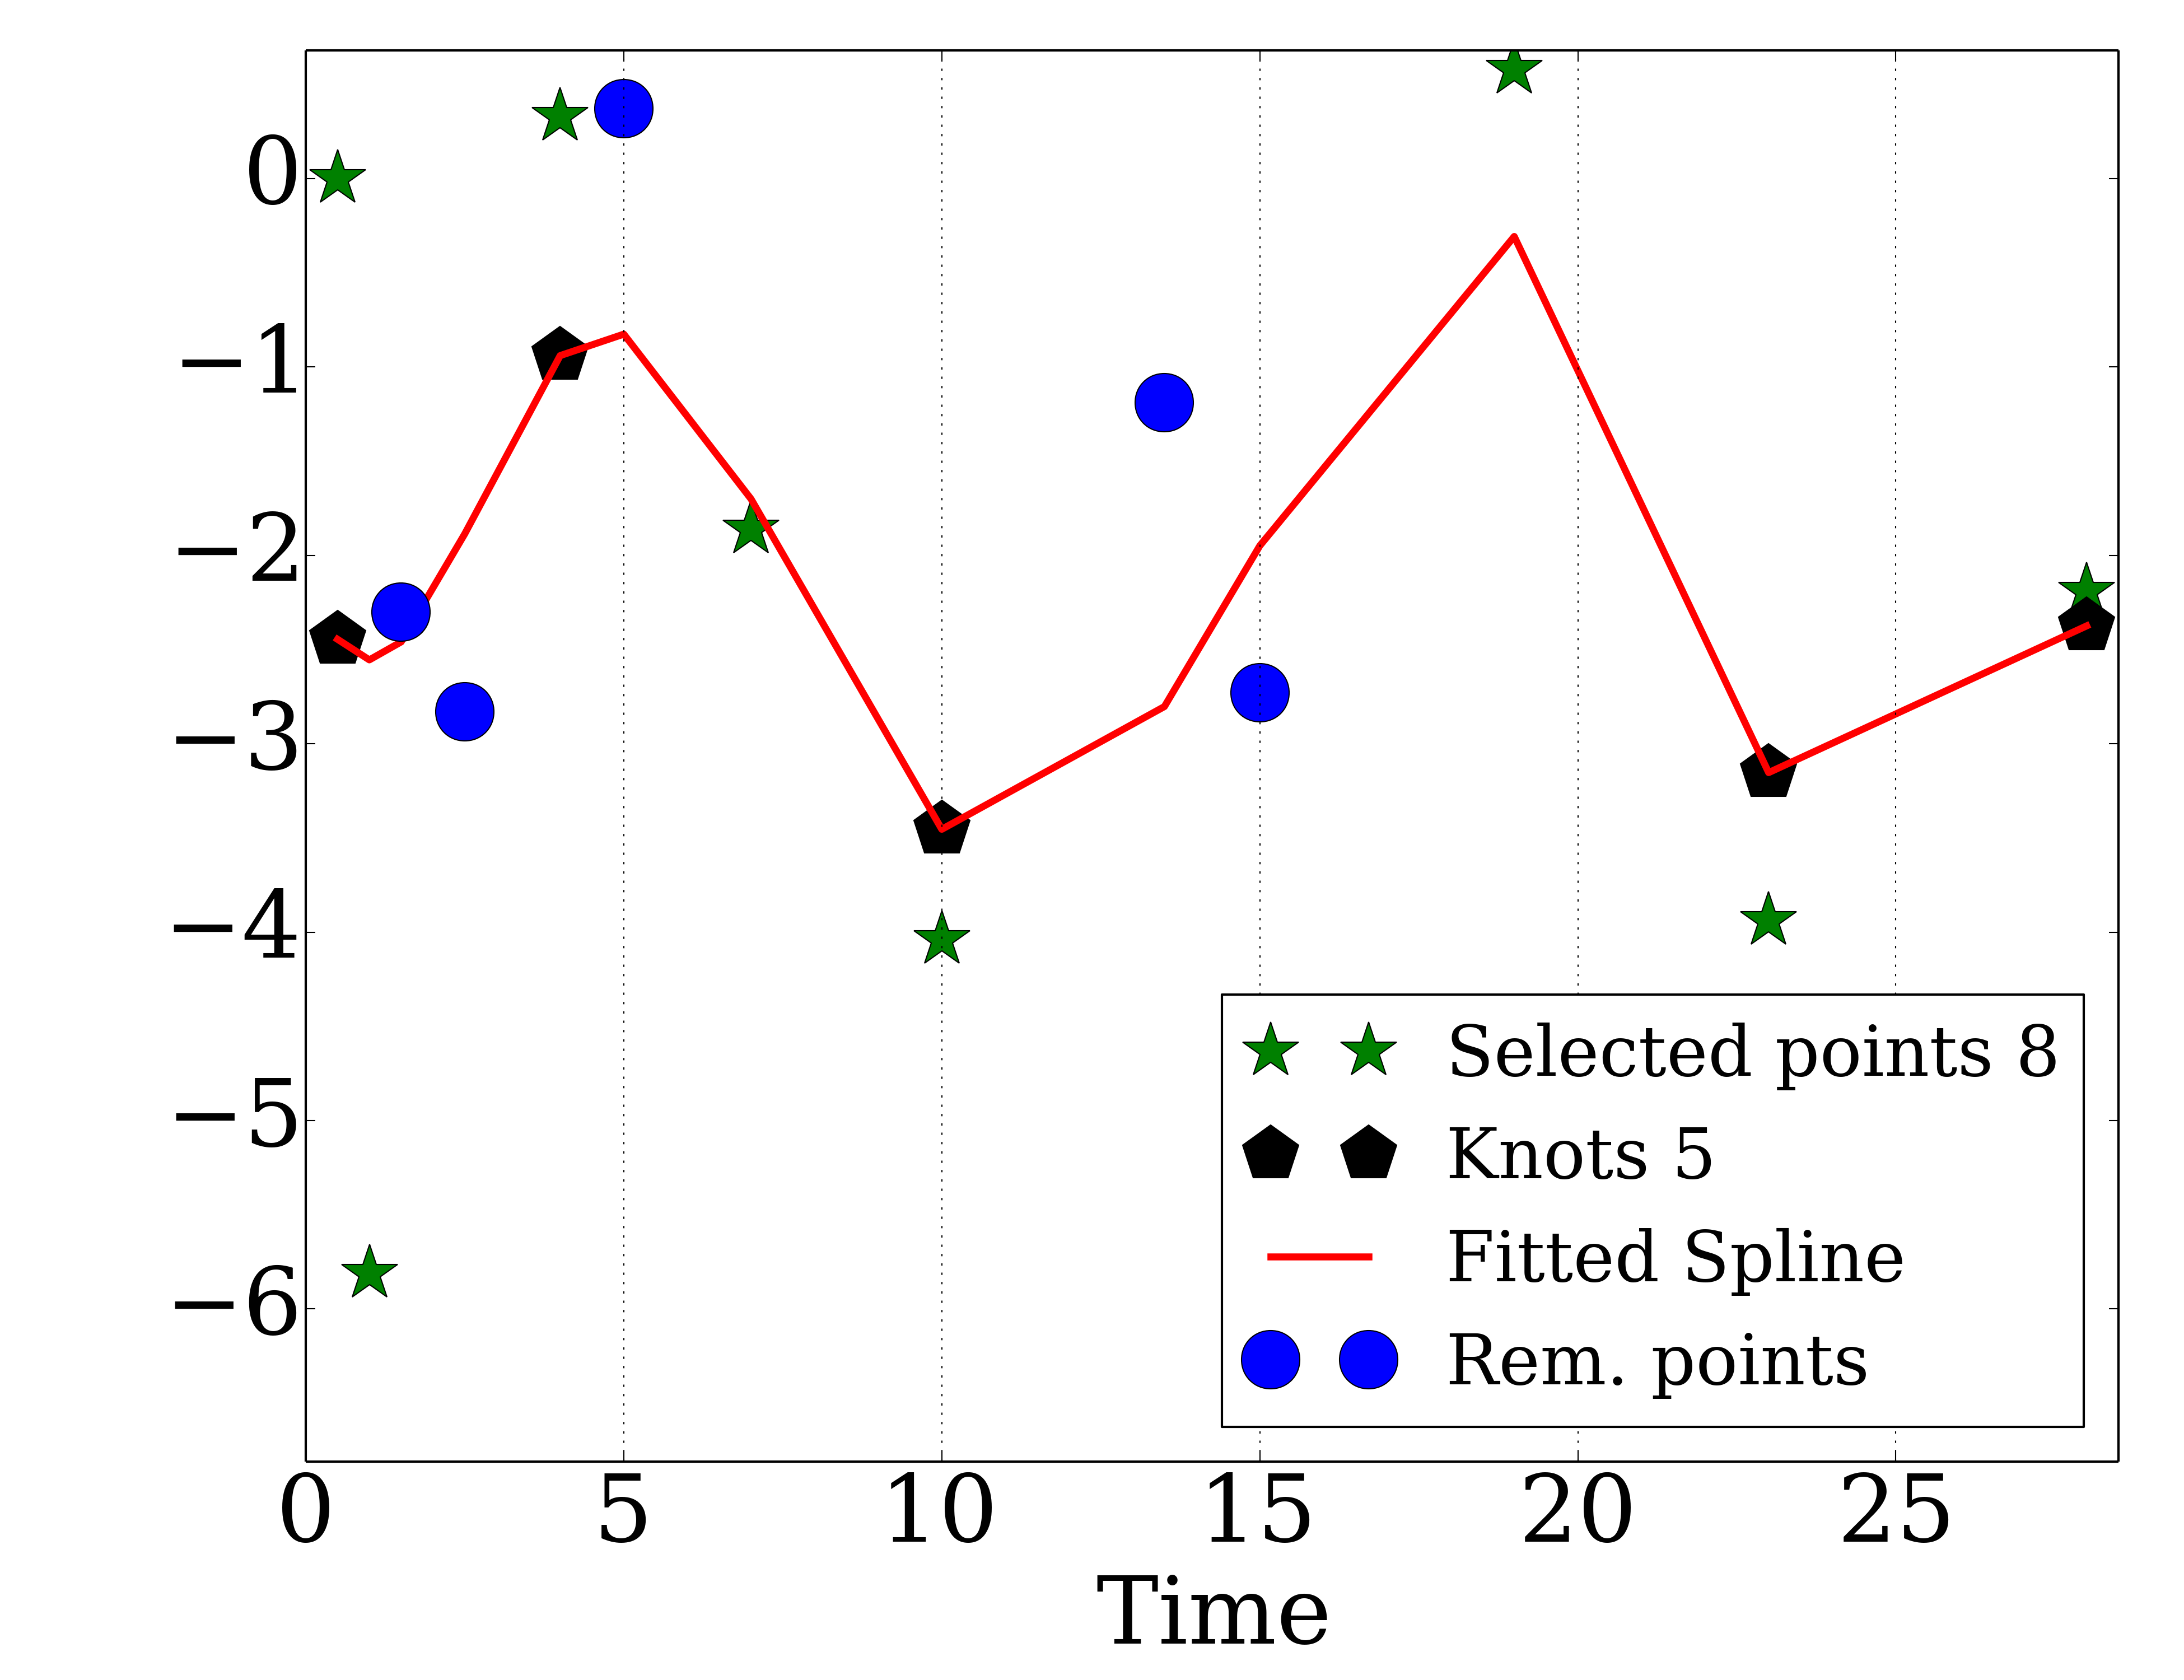 0
−1
−2
−3
−4
−5
−6
Selected points 8
Knots 5
Fitted Spline
Rem. points
0 5 10 15 20 25
Time